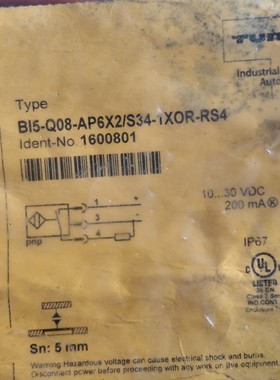 Industrial
Auto
Type
BI5-Q08-AP6X2/S34-1XOR-RS4
Ident-No. 1600801
10...30 VDC
200 mA
1 +
3 -
4
pnp
IP67
C UL US
LISTED
Sn: 5 mm
Warning Hazardous voltage can cause electrical shock and burns.
Disconnect power before proceeding with any work on this equipment.